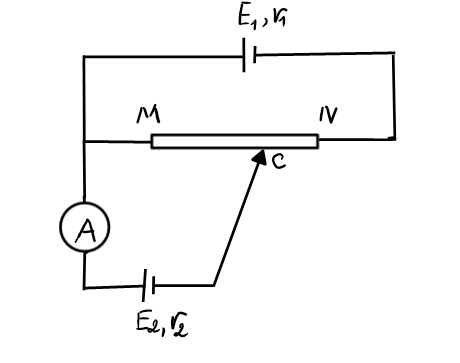 E₁, r₁
M N
C
A
E₂, r₂